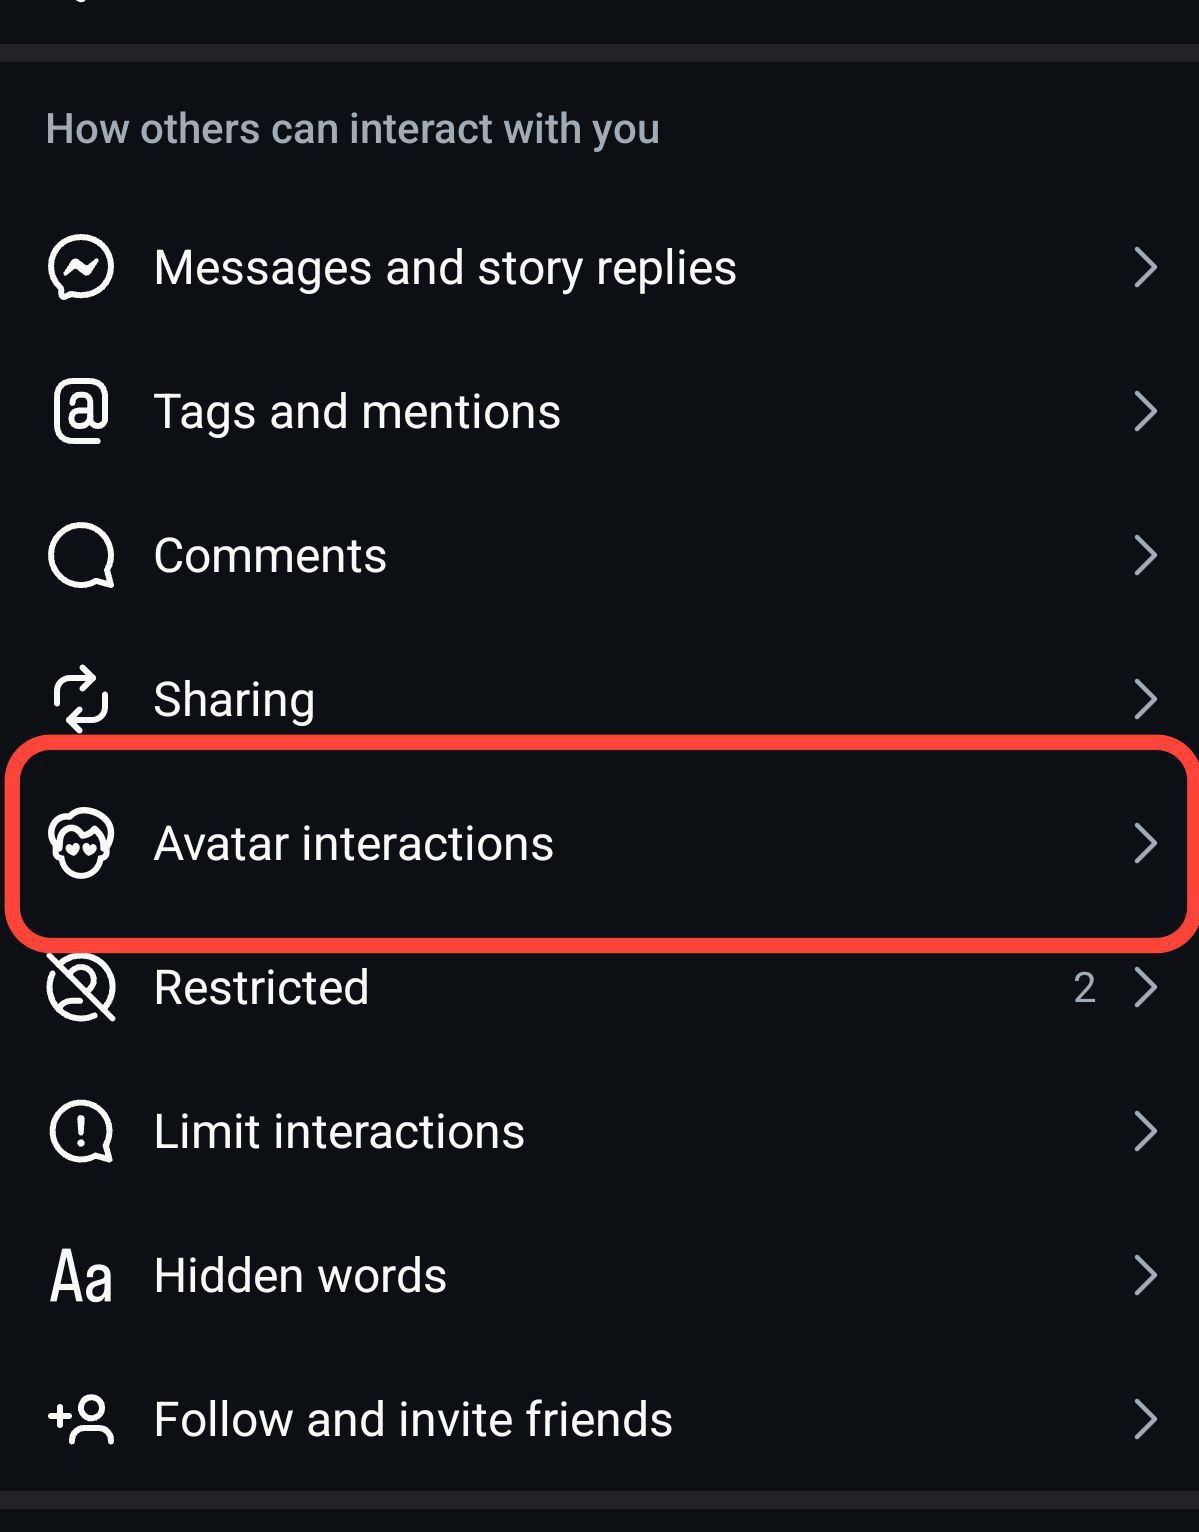 How others can interact with you
Messages and story replies
Tags and mentions
Comments
Sharing
Avatar interactions
Restricted 2
Limit interactions
Aa Hidden words
Follow and invite friends